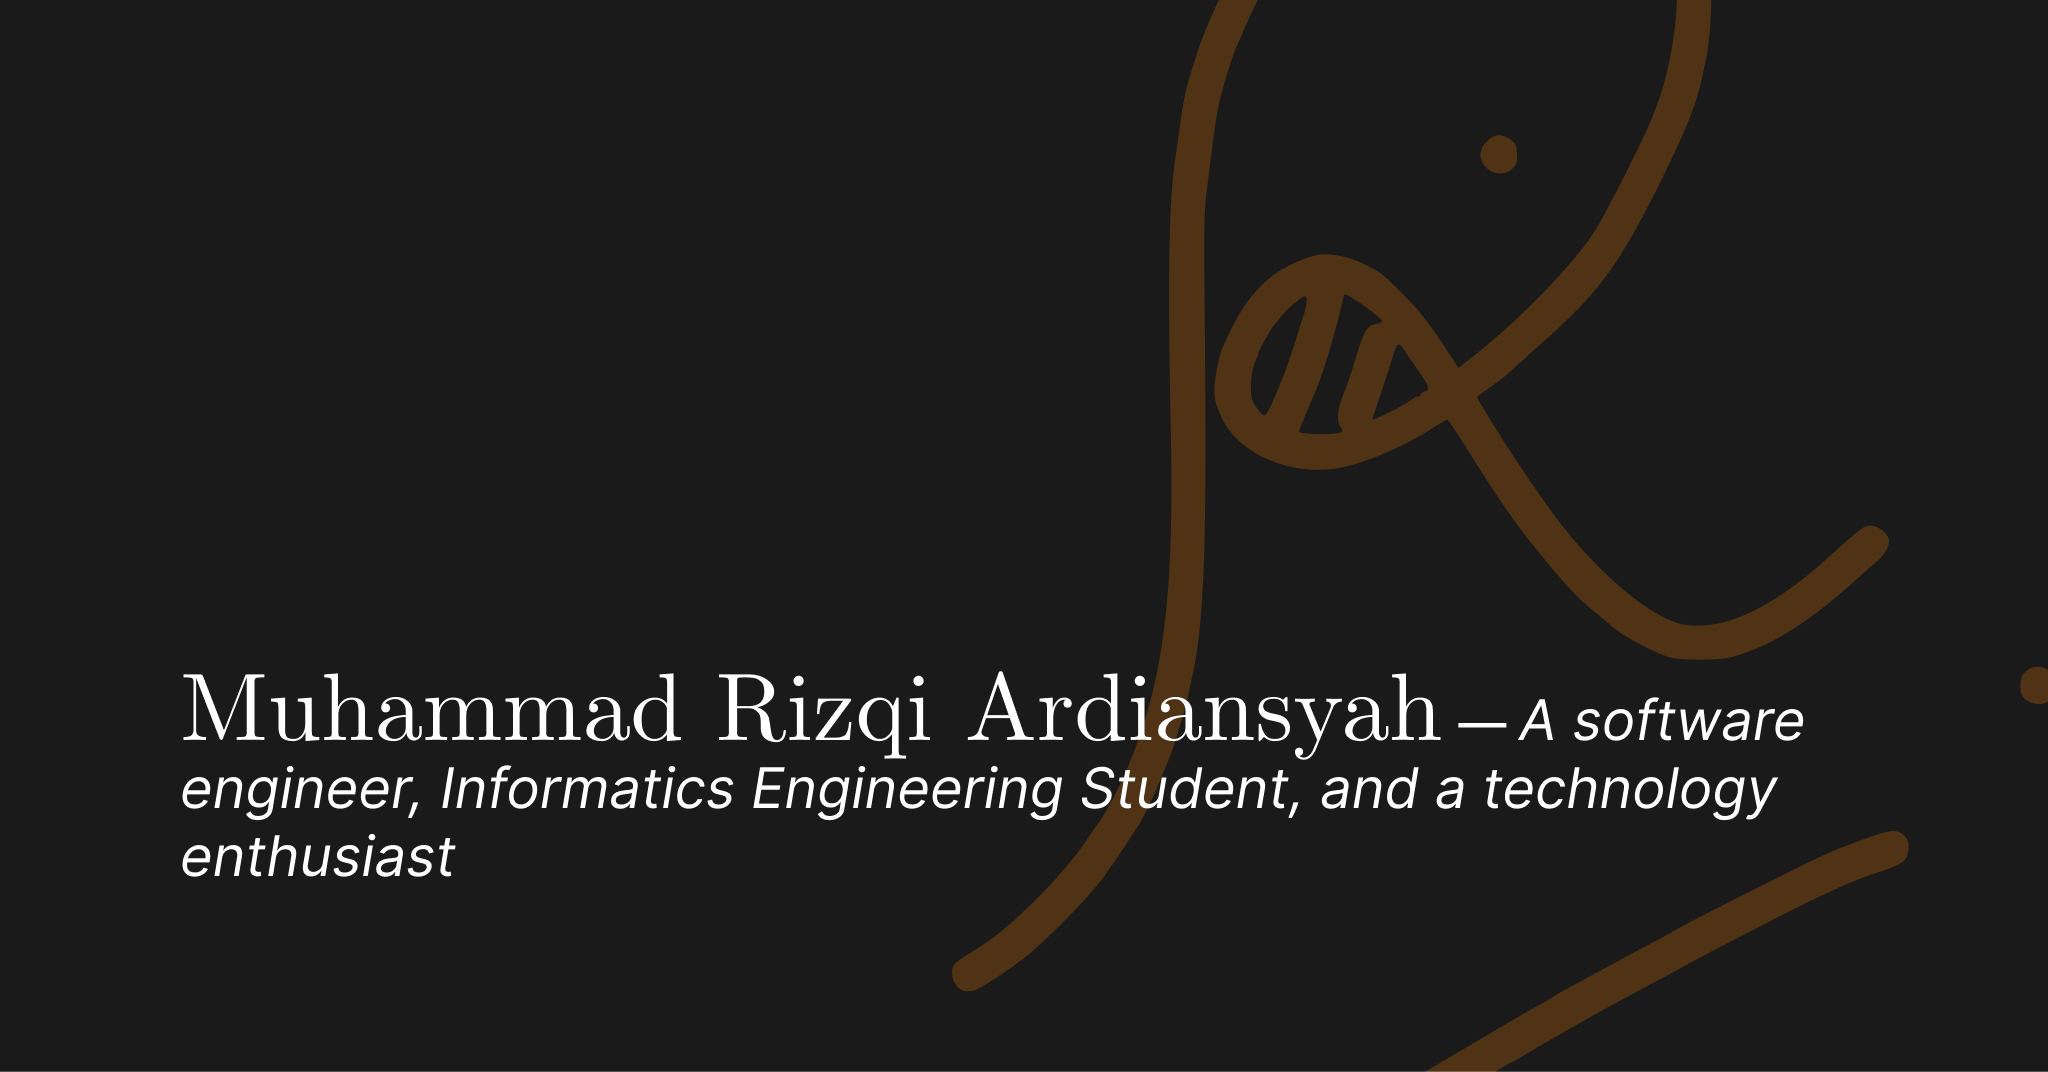 Muhammad Rizqi Ardiansyah — A software
engineer, Informatics Engineering Student, and a technology
enthusiast